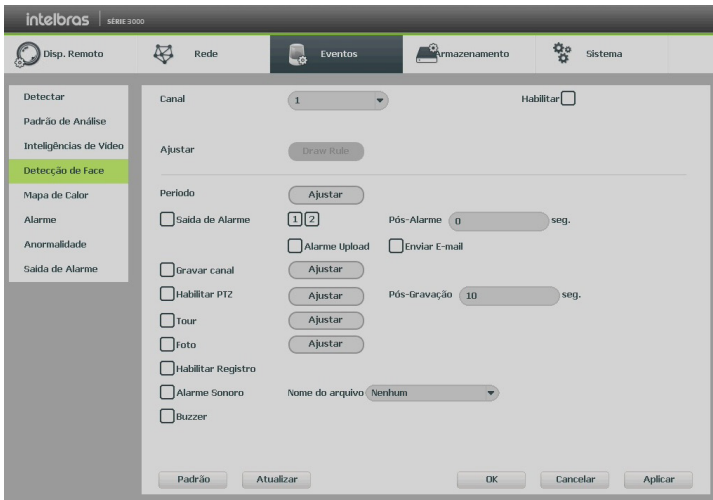 intelbras SÉRIE 3000
Disp. Remoto Rede Eventos Armazenamento Sistema
Detectar
Padrão de Análise
Inteligências de Vídeo
Detecção de Face
Mapa de Calor
Alarme
Anormalidade
Saída de Alarme
Canal 1 Habilitar
Ajustar Draw Rule
Período Ajustar
Saída de Alarme 1 2 Pós-Alarme 0 seg.
Alarme Upload Enviar E-mail
Gravar canal Ajustar
Habilitar PTZ Ajustar Pós-Gravação 10 seg.
Tour Ajustar
Foto Ajustar
Habilitar Registro
Alarme Sonoro Nome do arquivo Nenhum
Buzzer
Padrão Atualizar OK Cancelar Aplicar